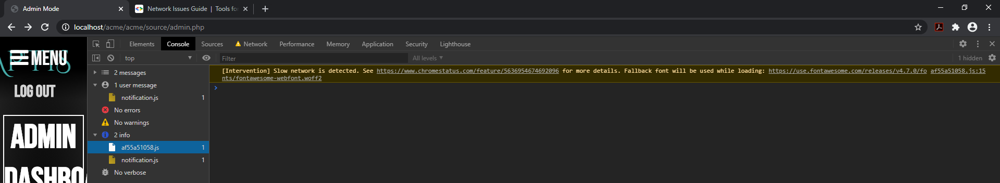 Admin Mode
Network Issues Guide | Tools for
localhost/acme/acme/source/admin.php
MENU
LOG OUT
ADMIN
DASHBO
Elements Console Sources Network Performance Memory Application Security Lighthouse
top Filter All levels 1 hidden
2 messages
1 user message
notification.js 1
No errors
No warnings
2 info
af55a51058.js 1
notification.js 1
No verbose
[Intervention] Slow network is detected. See https://www.chromestatus.com/feature/5636954674692096 for more details. Fallback font will be used while loading: https://use.fontawesome.com/releases/v4.7.0/fo af55a51058.js:15
nts/fontawesome-webfont.woff2